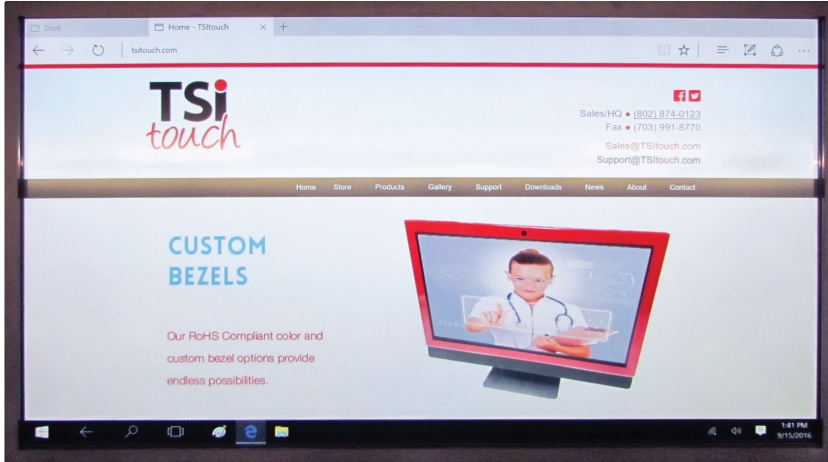 Start
Home - TSItouch
tsitouch.com
TSi
touch
Sales/HQ • (802) 874-0123
Fax • (703) 991-8770
Sales@TSItouch.com
Support@TSItouch.com
Home Store Products Gallery Support Downloads News About Contact
CUSTOM
BEZELS
Our RoHS Compliant color and
custom bezel options provide
endless possibilities.
1:41 PM
9/15/2016